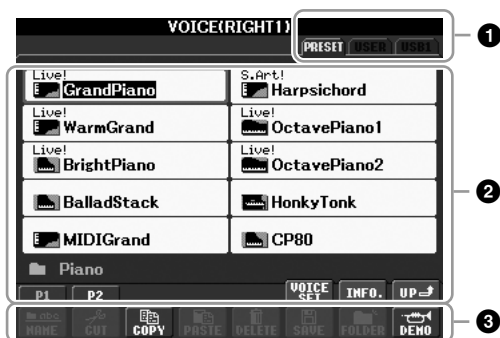 VOICE(RIGHT1)
PRESET USER USB1
1
Live!
GrandPiano
S.Art!
Harpsichord
Live!
WarmGrand
Live!
OctavePiano1
Live!
BrightPiano
Live!
OctavePiano2
BalladStack
HonkyTonk
MIDIGrand
CP80
2
Piano
P1 P2 VOICE SET INFO. UP
abc
NAME CUT COPY PASTE DELETE SAVE FOLDER DEMO
3